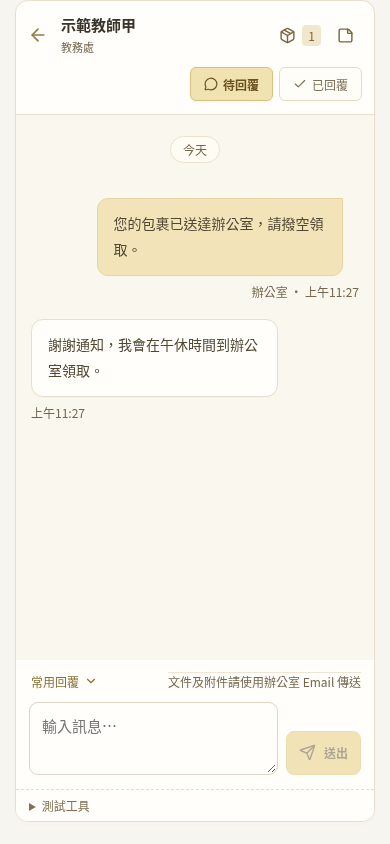 示範教師甲
教務處
1
待回覆
已回覆
今天
您的包裹已送達辦公室，請撥空領
取。
辦公室 • 上午11:27
謝謝通知，我會在午休時間到辦公
室領取。
上午11:27
常用回覆
文件及附件請使用辦公室 Email 傳送
輸入訊息…
送出
測試工具